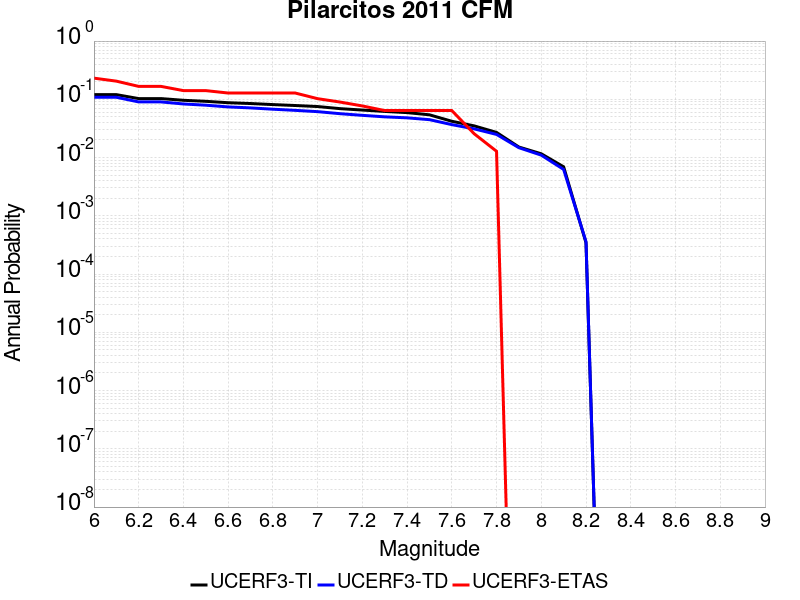 Pilarcitos 2011 CFM
10^0
10^-1
10^-2
10^-3
10^-4
10^-5
10^-6
10^-7
10^-8
Annual Probability
6 6.2 6.4 6.6 6.8 7 7.2 7.4 7.6 7.8 8 8.2 8.4 8.6 8.8 9
Magnitude
UCERF3-TI UCERF3-TD UCERF3-ETAS